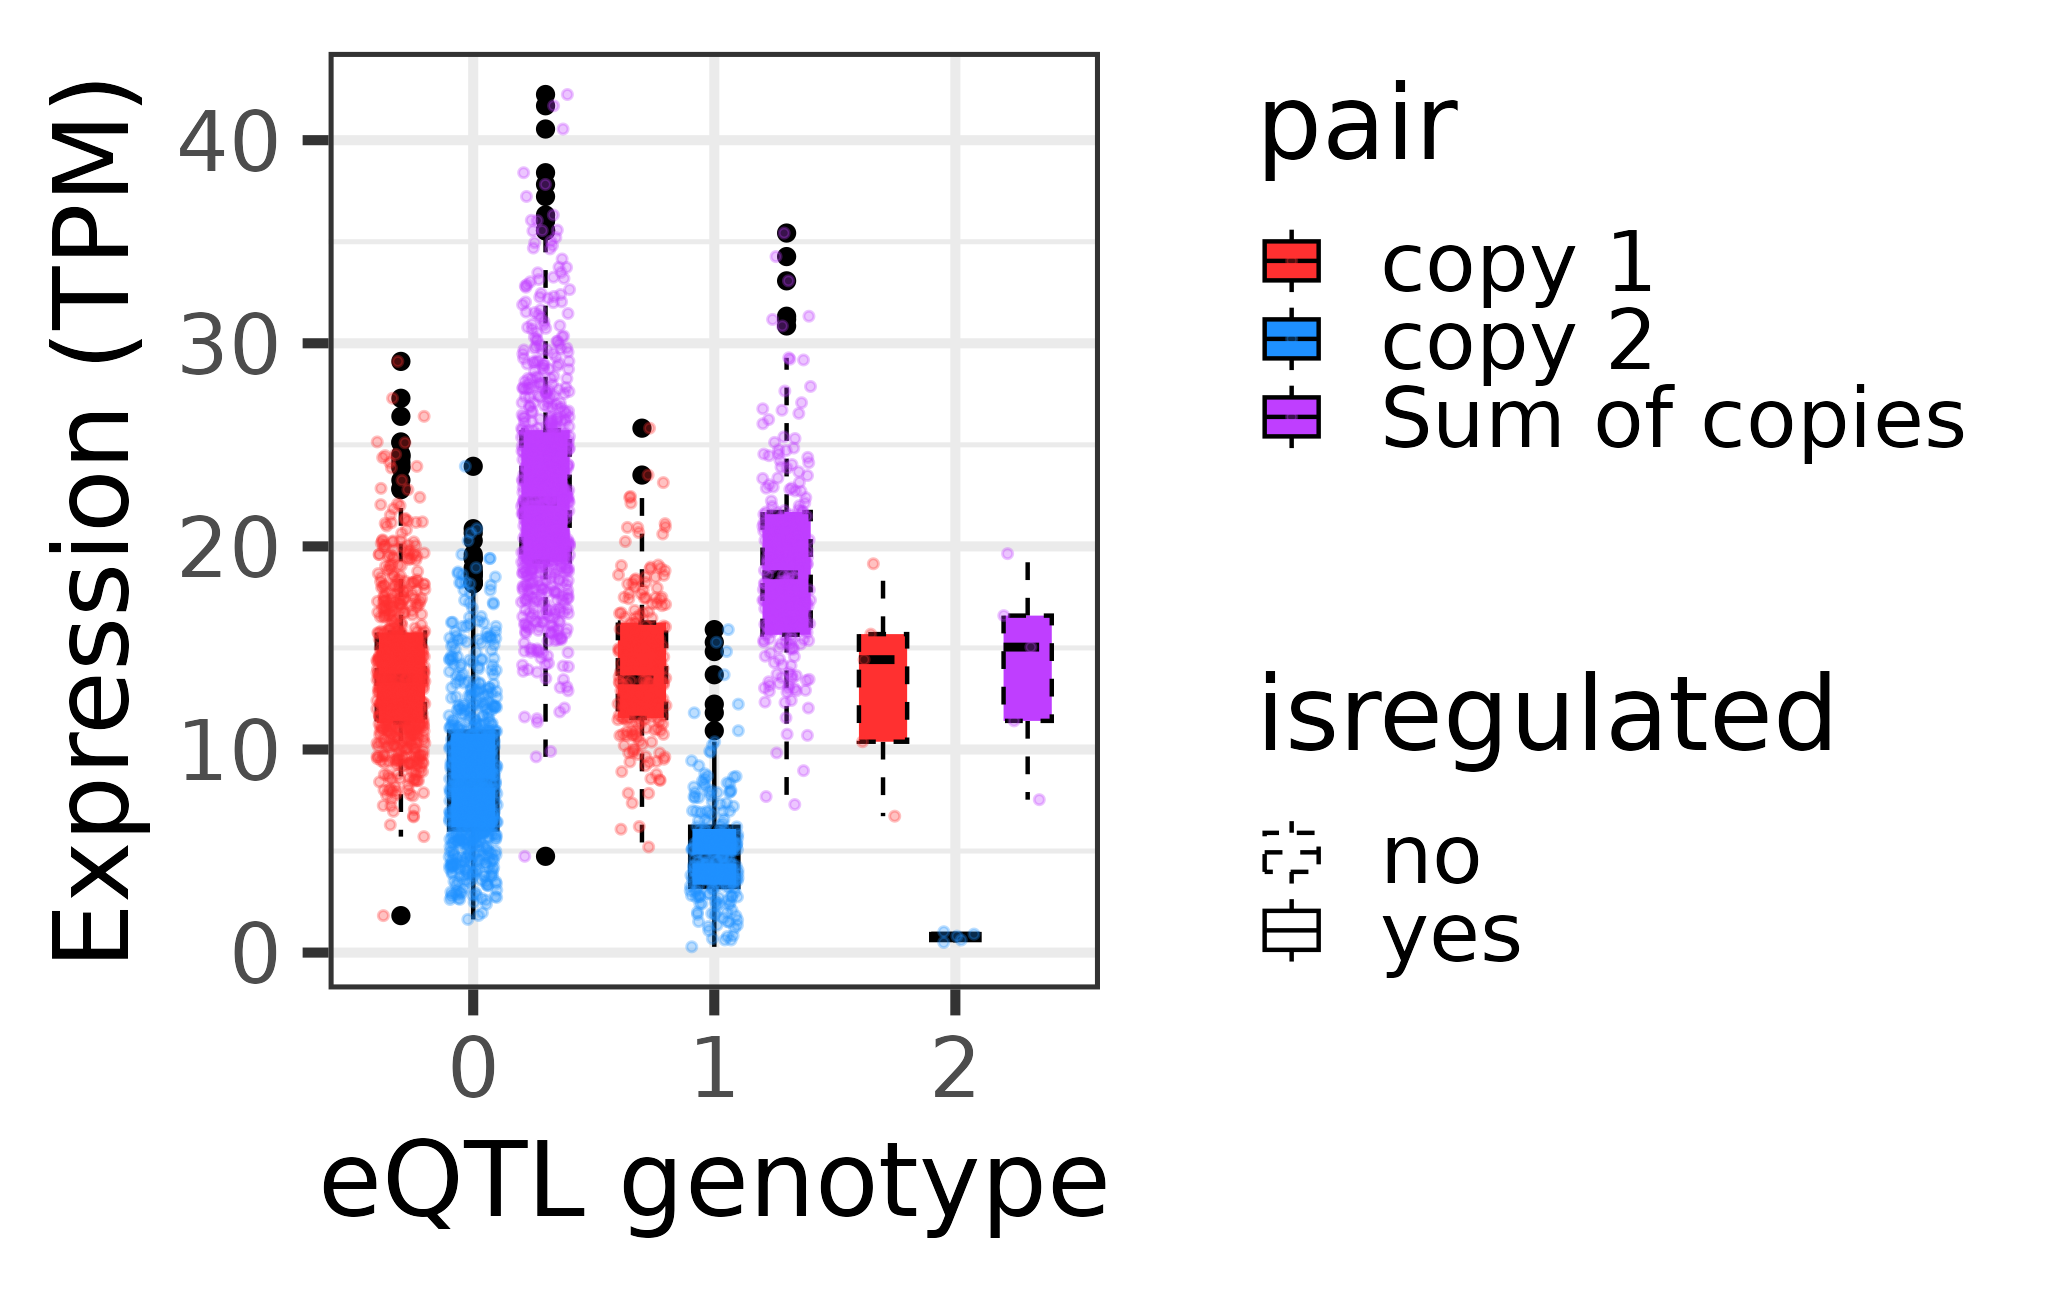 Expression (TPM)
40
30
20
10
0
0 1 2
eQTL genotype
pair
copy 1
copy 2
Sum of copies
isregulated
no
yes